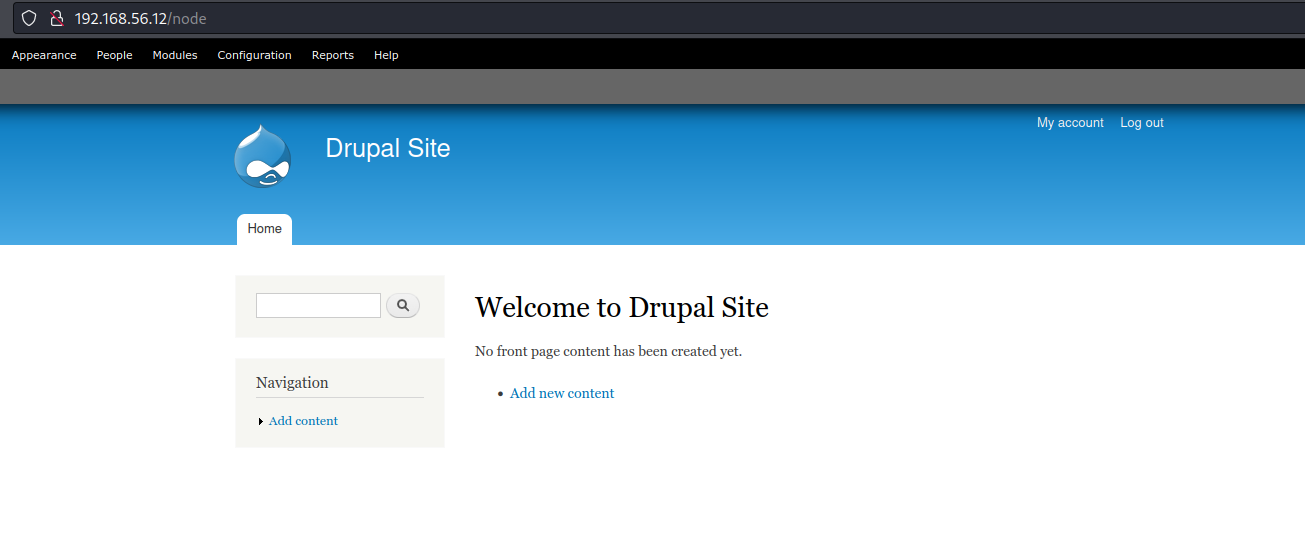 192.168.56.12/node
Appearance People Modules Configuration Reports Help
My account Log out
Drupal Site
Home
Welcome to Drupal Site
No front page content has been created yet.
Add new content
Navigation
Add content